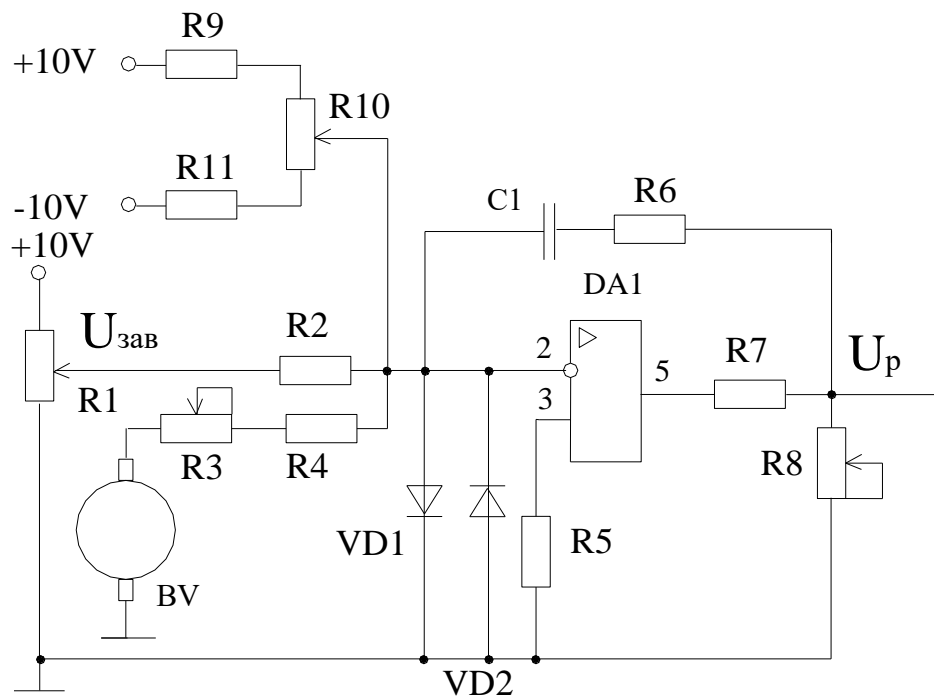 R9
+10V
R10
R11
-10V
+10V
C1
R6
DA1
Uзав
R2
2
5
R7
Uр
R1
3
R3
R4
R8
VD1
R5
BV
VD2